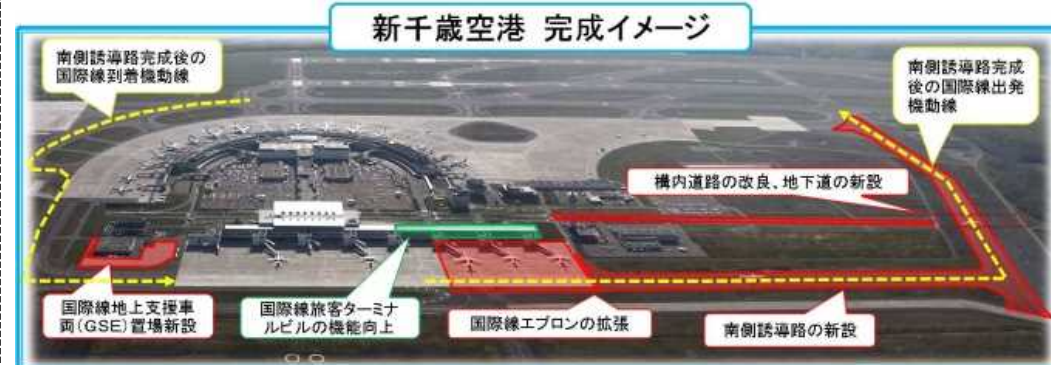 新千歳空港 完成イメージ
南側誘導路完成後の
国際線到着機動線
南側誘導路完成
後の国際線出発
機動線
構内道路の改良、地下道の新設
国際線地上支援車
両(GSE)置場新設
国際線旅客ターミナ
ルビルの機能向上
国際線エプロンの拡張
南側誘導路の新設